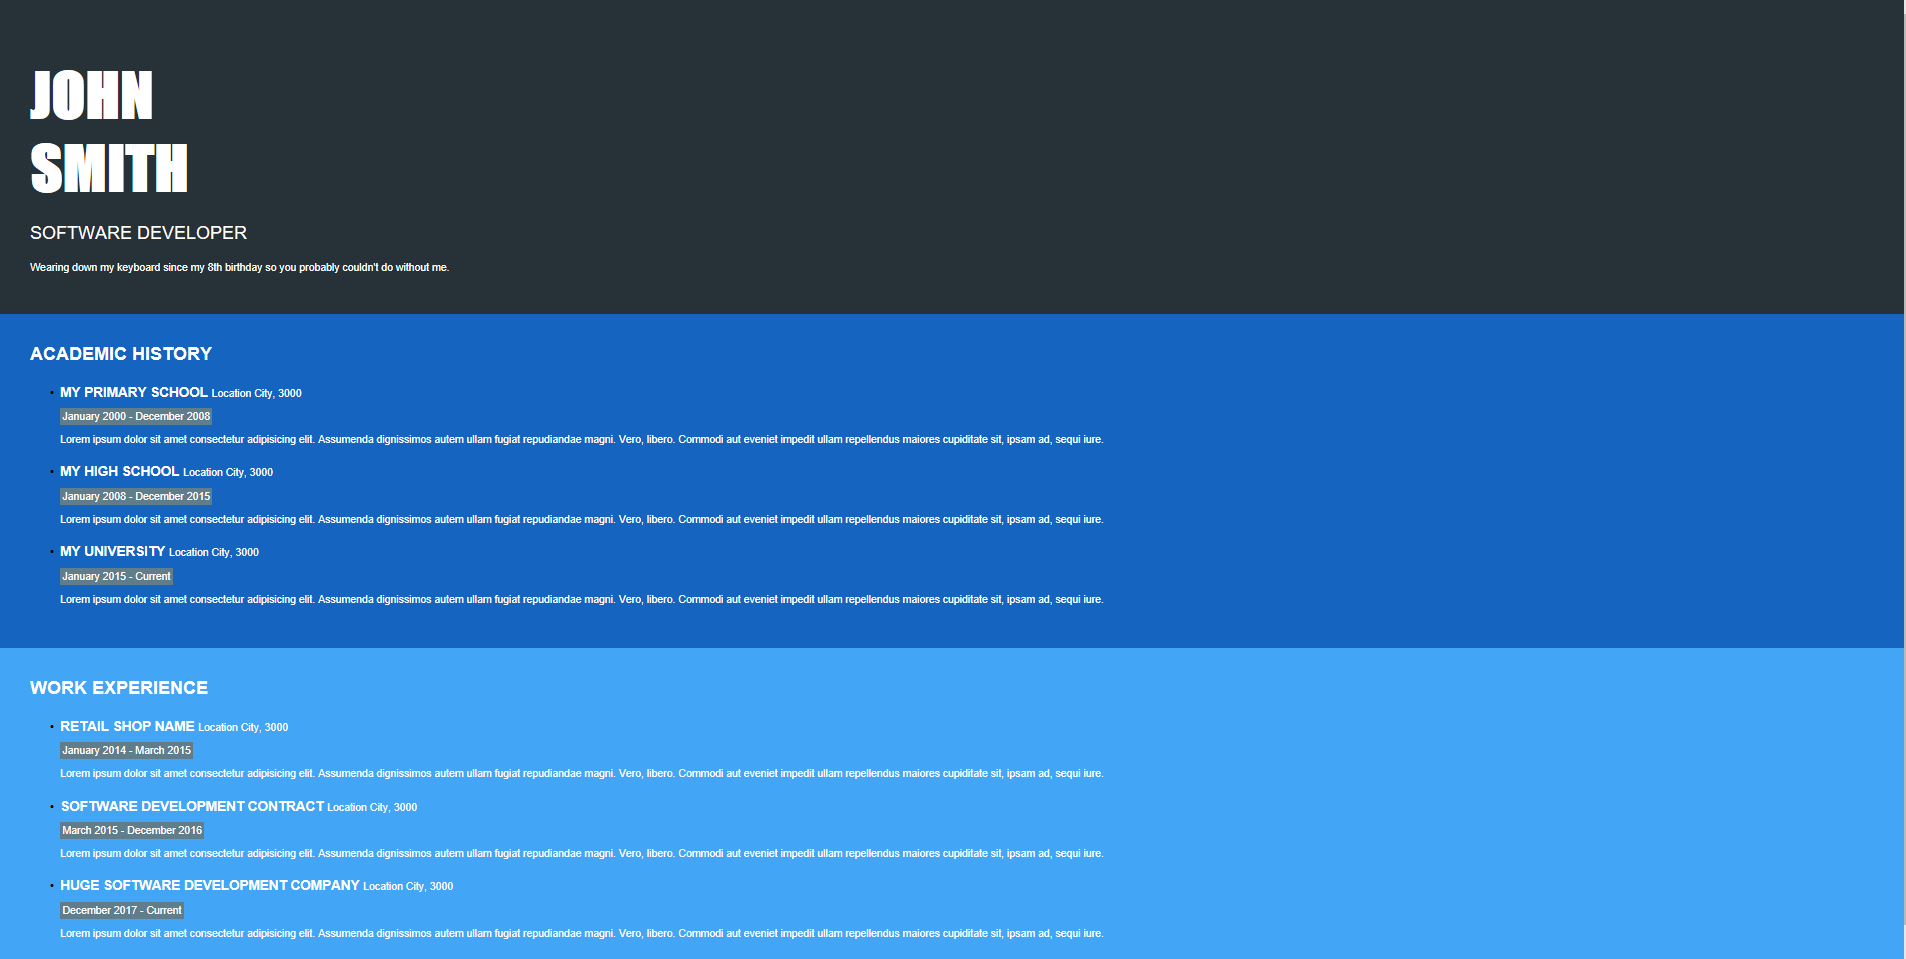 JOHN
SMITH
SOFTWARE DEVELOPER
Wearing down my keyboard since my 8th birthday so you probably couldn't do without me.
ACADEMIC HISTORY
• MY PRIMARY SCHOOL Location City, 3000
January 2000 - December 2008
Lorem ipsum dolor sit amet consectetur adipisicing elit. Assumenda dignissimos autem ullam fugiat repudiandae magni. Vero, libero. Commodi aut eveniet impedit ullam repellendus maiores cupiditate sit, ipsam ad, sequi iure.
• MY HIGH SCHOOL Location City, 3000
January 2008 - December 2015
Lorem ipsum dolor sit amet consectetur adipisicing elit. Assumenda dignissimos autem ullam fugiat repudiandae magni. Vero, libero. Commodi aut eveniet impedit ullam repellendus maiores cupiditate sit, ipsam ad, sequi iure.
• MY UNIVERSITY Location City, 3000
January 2015 - Current
Lorem ipsum dolor sit amet consectetur adipisicing elit. Assumenda dignissimos autem ullam fugiat repudiandae magni. Vero, libero. Commodi aut eveniet impedit ullam repellendus maiores cupiditate sit, ipsam ad, sequi iure.
WORK EXPERIENCE
• RETAIL SHOP NAME Location City, 3000
January 2014 - March 2015
Lorem ipsum dolor sit amet consectetur adipisicing elit. Assumenda dignissimos autem ullam fugiat repudiandae magni. Vero, libero. Commodi aut eveniet impedit ullam repellendus maiores cupiditate sit, ipsam ad, sequi iure.
• SOFTWARE DEVELOPMENT CONTRACT Location City, 3000
March 2015 - December 2016
Lorem ipsum dolor sit amet consectetur adipisicing elit. Assumenda dignissimos autem ullam fugiat repudiandae magni. Vero, libero. Commodi aut eveniet impedit ullam repellendus maiores cupiditate sit, ipsam ad, sequi iure.
• HUGE SOFTWARE DEVELOPMENT COMPANY Location City, 3000
December 2017 - Current
Lorem ipsum dolor sit amet consectetur adipisicing elit. Assumenda dignissimos autem ullam fugiat repudiandae magni. Vero, libero. Commodi aut eveniet impedit ullam repellendus maiores cupiditate sit, ipsam ad, sequi iure.